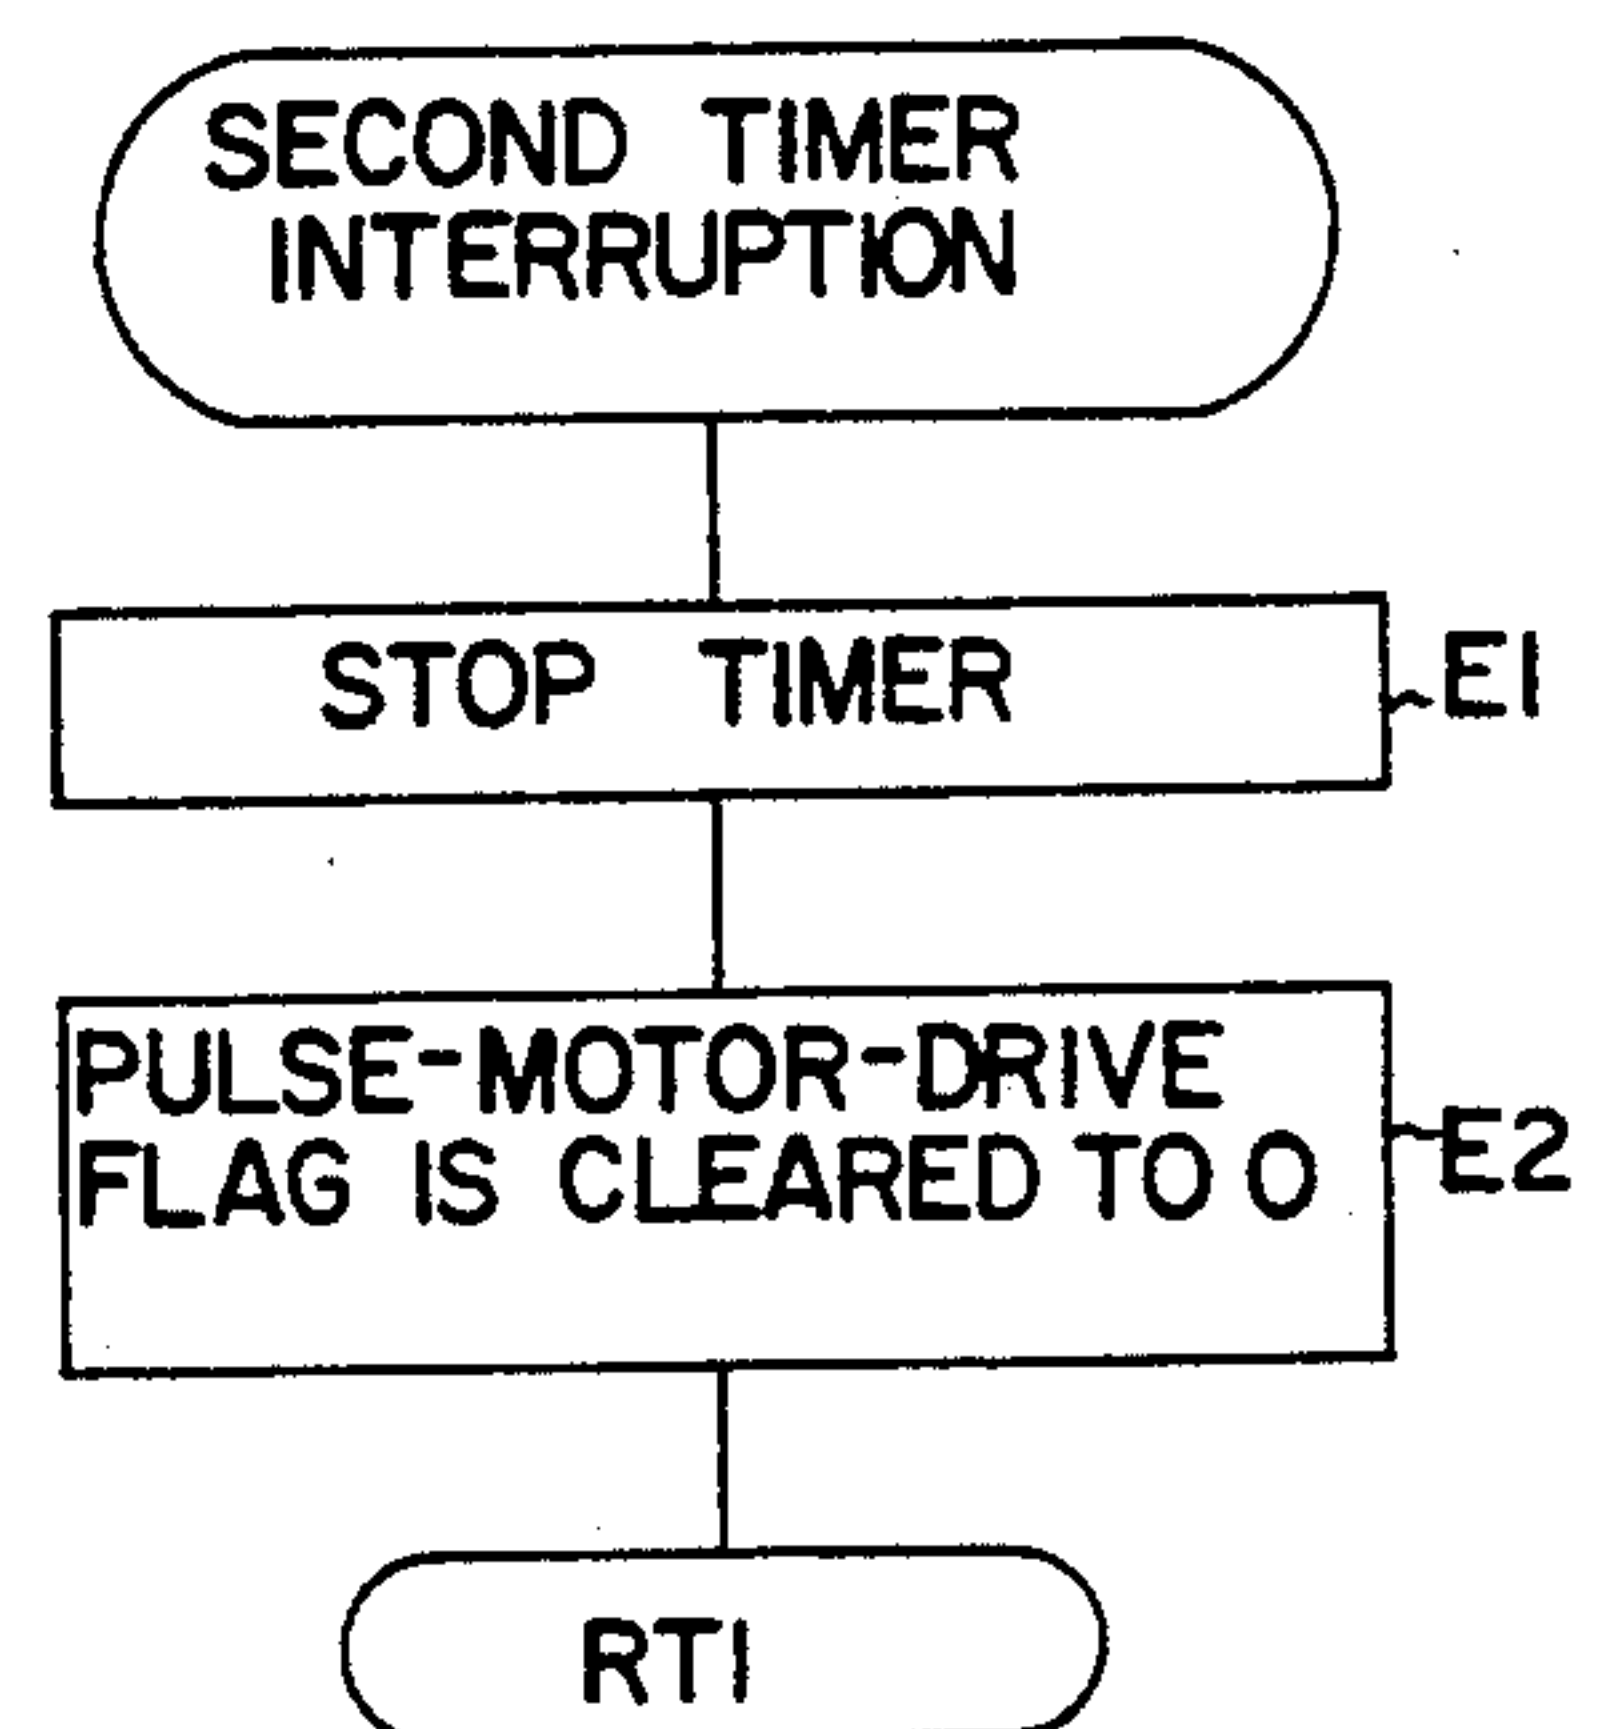 SECOND TIMER
INTERRUPTION
STOP TIMER
E1
PULSE-MOTOR-DRIVE
FLAG IS CLEARED TO 0
E2
RTI